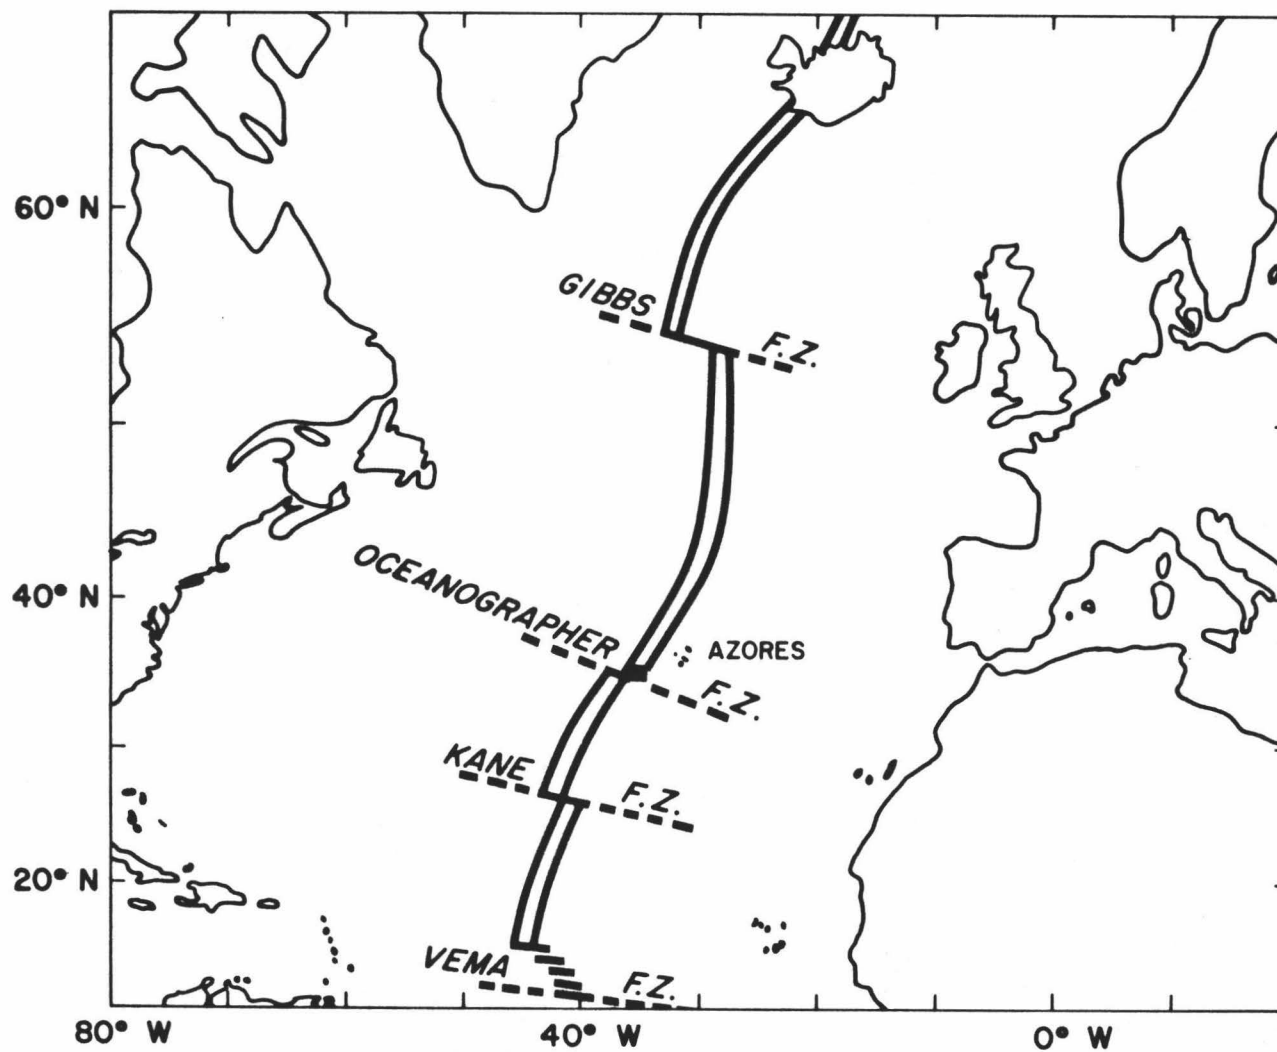 60° N
GIBBS
F.Z.
40° N
OCEANOGRAPHER
AZORES
F.Z.
KANE
F.Z.
20° N
VEMA
F.Z.
80° W
40° W
0° W